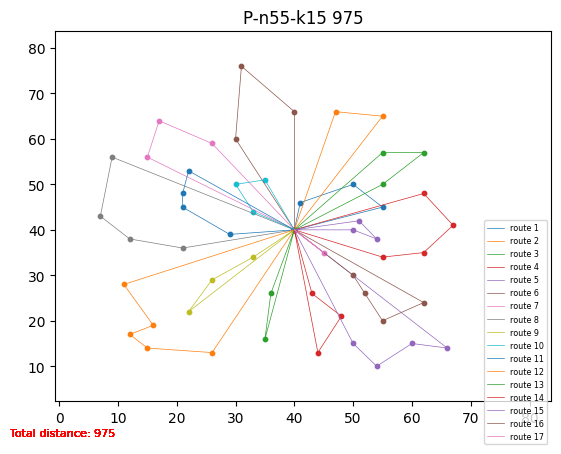 P-n55-k15 975
80
70
60
50
40
30
20
10
0
10
20
30
40
50
60
70
80
route 1
route 2
route 3
route 4
route 5
route 6
route 7
route 8
route 9
route 10
route 11
route 12
route 13
route 14
route 15
route 16
route 17
Total distance: 975